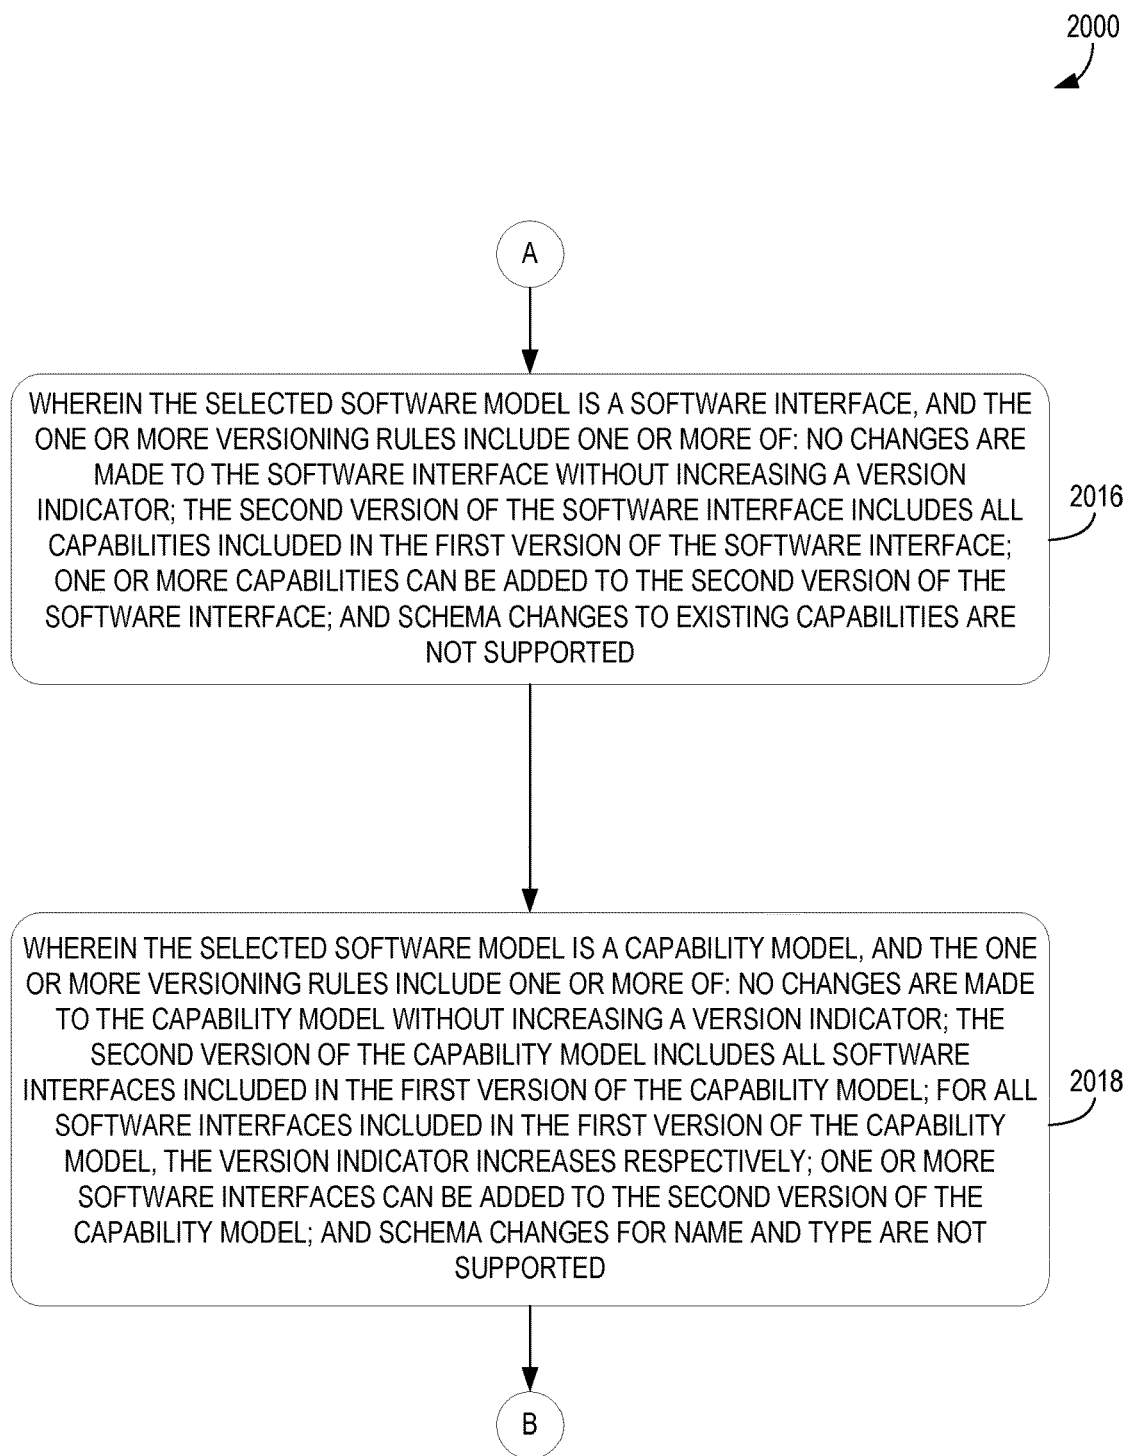 2000
A
WHEREIN THE SELECTED SOFTWARE MODEL IS A SOFTWARE INTERFACE, AND THE
ONE OR MORE VERSIONING RULES INCLUDE ONE OR MORE OF: NO CHANGES ARE
MADE TO THE SOFTWARE INTERFACE WITHOUT INCREASING A VERSION
INDICATOR; THE SECOND VERSION OF THE SOFTWARE INTERFACE INCLUDES ALL
CAPABILITIES INCLUDED IN THE FIRST VERSION OF THE SOFTWARE INTERFACE;
ONE OR MORE CAPABILITIES CAN BE ADDED TO THE SECOND VERSION OF THE
SOFTWARE INTERFACE; AND SCHEMA CHANGES TO EXISTING CAPABILITIES ARE
NOT SUPPORTED
2016
WHEREIN THE SELECTED SOFTWARE MODEL IS A CAPABILITY MODEL, AND THE ONE
OR MORE VERSIONING RULES INCLUDE ONE OR MORE OF: NO CHANGES ARE MADE
TO THE CAPABILITY MODEL WITHOUT INCREASING A VERSION INDICATOR; THE
SECOND VERSION OF THE CAPABILITY MODEL INCLUDES ALL SOFTWARE
INTERFACES INCLUDED IN THE FIRST VERSION OF THE CAPABILITY MODEL; FOR ALL
SOFTWARE INTERFACES INCLUDED IN THE FIRST VERSION OF THE CAPABILITY
MODEL, THE VERSION INDICATOR INCREASES RESPECTIVELY; ONE OR MORE
SOFTWARE INTERFACES CAN BE ADDED TO THE SECOND VERSION OF THE
CAPABILITY MODEL; AND SCHEMA CHANGES FOR NAME AND TYPE ARE NOT
SUPPORTED
2018
B